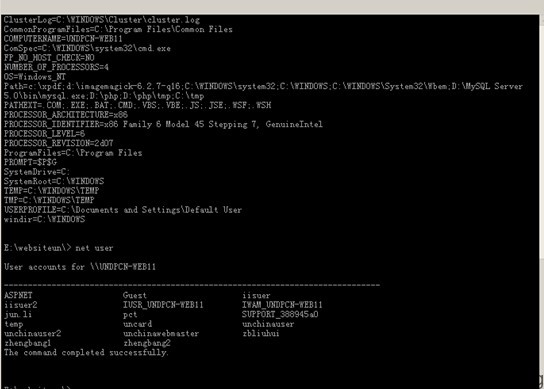 ClusterLog=C:\WINDOWS\Cluster\cluster.log
CommonProgramFiles=C:\Program Files\Common Files
COMPUTERNAME=UNDPCN-WEB11
ComSpec=C:\WINDOWS\system32\cmd.exe
FP_NO_HOST_CHECK=NO
NUMBER_OF_PROCESSORS=4
OS=Windows_NT
Path=c:\xpdf;d:\imagemagick-6.2.7-q16;C:\WINDOWS\system32;C:\WINDOWS;C:\WINDOWS\System32\Wbem;D:\MySQL Server
5.0\bin\mysql.exe;D:\php;D:\php\tmp;C:\tmp
PATHEXT=.COM;.EXE;.BAT;.CMD;.VBS;.VBE;.JS;.JSE;.WSF;.WSH
PROCESSOR_ARCHITECTURE=x86
PROCESSOR_IDENTIFIER=x86 Family 6 Model 45 Stepping 7, GenuineIntel
PROCESSOR_LEVEL=6
PROCESSOR_REVISION=2d07
ProgramFiles=C:\Program Files
PROMPT=$P$G
SystemDrive=C:
SystemRoot=C:\WINDOWS
TEMP=C:\WINDOWS\TEMP
TMP=C:\WINDOWS\TEMP
USERPROFILE=C:\Documents and Settings\Default User
windir=C:\WINDOWS
E:\websiteun\> net user
User accounts for \\UNDPCN-WEB11
-------------------------------------------------------------------------------
ASPNET Guest iisuer
iisuer2 IUSR_UNDPCN-WEB11 IWAM_UNDPCN-WEB11
jun.li pct SUPPORT_388945a0
temp uncard unchinauser
unchinauser2 unchinawebmaster zbliuhui
zhengbang1 zhengbang2
The command completed successfully.